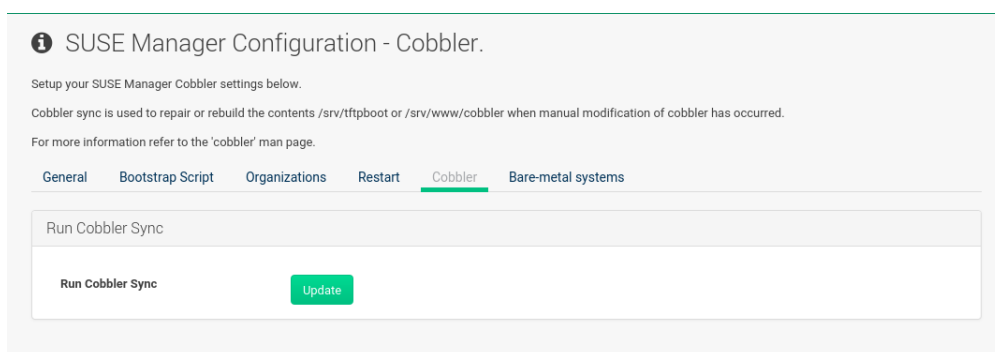 SUSE Manager Configuration - Cobbler.
Setup your SUSE Manager Cobbler settings below.
Cobbler sync is used to repair or rebuild the contents /srv/tftpboot or /srv/www/cobbler when manual modification of cobbler has occurred.
For more information refer to the 'cobbler' man page.
General Bootstrap Script Organizations Restart Cobbler Bare-metal systems
Run Cobbler Sync
Run Cobbler Sync Update